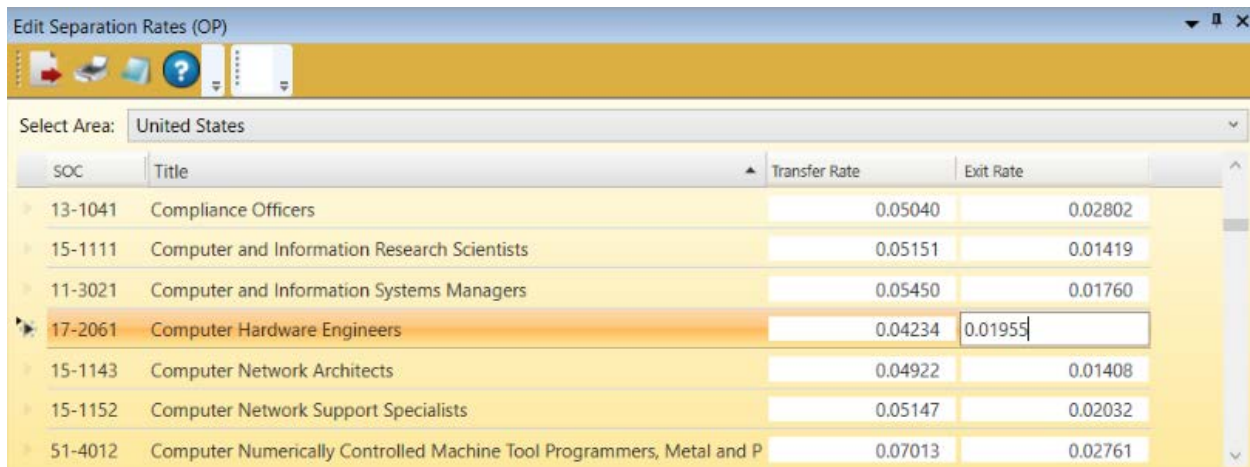 Edit Separation Rates (OP)
?
Select Area: United States
SOC Title Transfer Rate Exit Rate
13-1041 Compliance Officers 0.05040 0.02802
15-1111 Computer and Information Research Scientists 0.05151 0.01419
11-3021 Computer and Information Systems Managers 0.05450 0.01760
17-2061 Computer Hardware Engineers 0.04234 0.01955
15-1143 Computer Network Architects 0.04922 0.01408
15-1152 Computer Network Support Specialists 0.05147 0.02032
51-4012 Computer Numerically Controlled Machine Tool Programmers, Metal and P 0.07013 0.02761